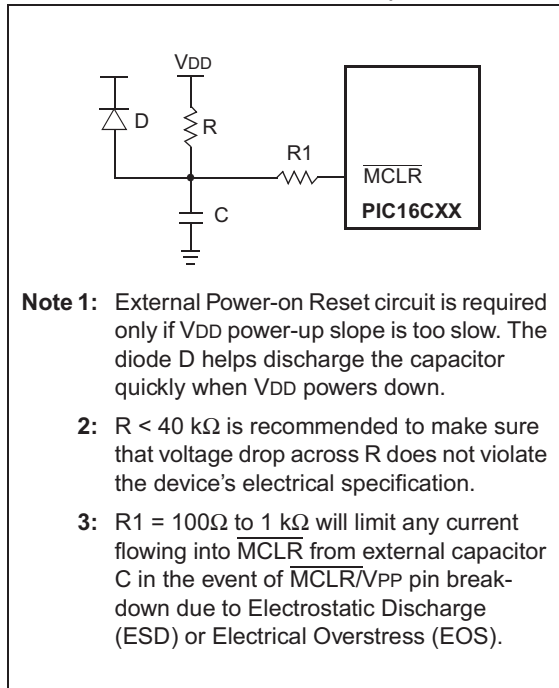 VDD
D
R
R1
MCLR
C
PIC16CXX
Note 1: External Power-on Reset circuit is required
only if VDD power-up slope is too slow. The
diode D helps discharge the capacitor
quickly when VDD powers down.
2: R < 40 kΩ is recommended to make sure
that voltage drop across R does not violate
the device's electrical specification.
3: R1 = 100Ω to 1 kΩ will limit any current
flowing into MCLR from external capacitor
C in the event of MCLR/VPP pin break-
down due to Electrostatic Discharge
(ESD) or Electrical Overstress (EOS).